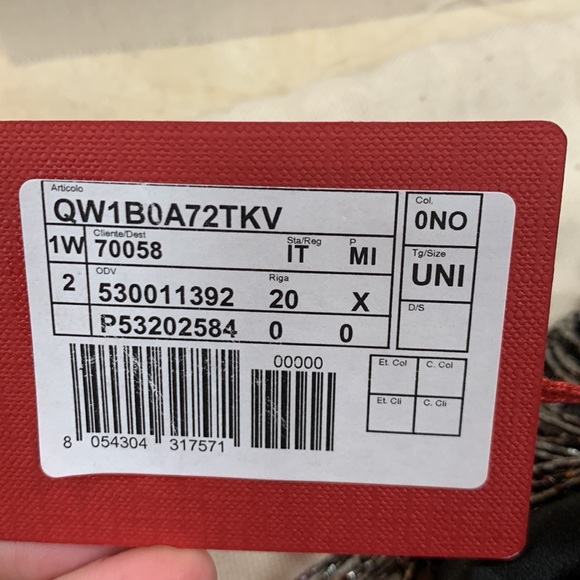 Articolo
QW1B0A72TKV
Col.
0NO
1W
Cliente/Dest
70058
Sta/Reg
IT
P
MI
Tg/Size
UNI
2
ODV
530011392
Riga
20
X
D/S
P53202584
0
0
00000
Et. Col
C. Col
Et. Cli
C. Cli
8 054304 317571